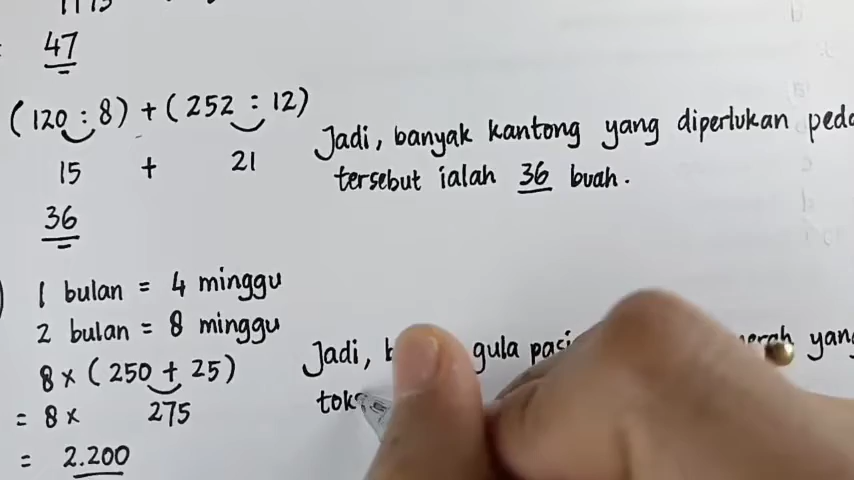 47
(120 : 8) + (252 : 12)
15 + 21
36
Jadi, banyak kantong yang diperlukan
tersebut ialah 36 buah.
1 bulan = 4 minggu
2 bulan = 8 minggu
8 x (250 + 25)
= 8 x 275
= 2.200
Jadi, gula yang